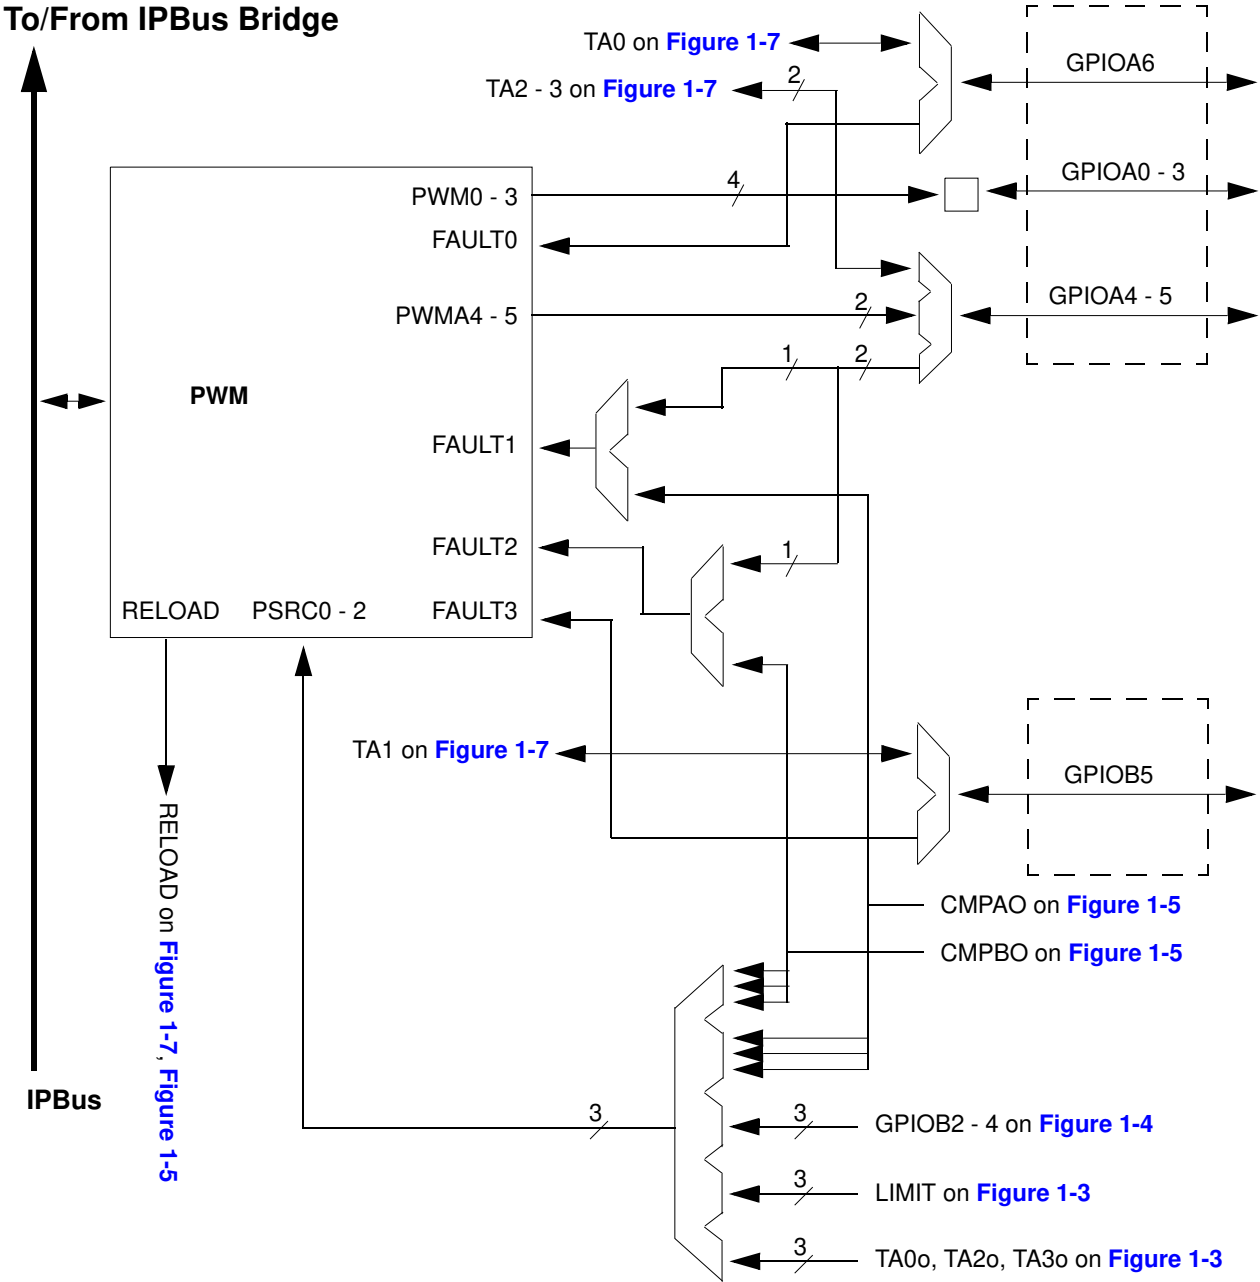 To/From IPBus Bridge
TA0 on Figure 1-7
TA2 - 3 on Figure 1-7
2
GPIOA6
PWM0 - 3
4
GPIOA0 - 3
FAULT0
PWMA4 - 5
2
GPIOA4 - 5
1
2
PWM
FAULT1
FAULT2
1
RELOAD
PSRC0 - 2
FAULT3
TA1 on Figure 1-7
GPIOB5
RELOAD on Figure 1-7, Figure 1-5
CMPAO on Figure 1-5
CMPBO on Figure 1-5
IPBus
3
3
GPIOB2 - 4 on Figure 1-4
3
LIMIT on Figure 1-3
3
TA0o, TA2o, TA3o on Figure 1-3